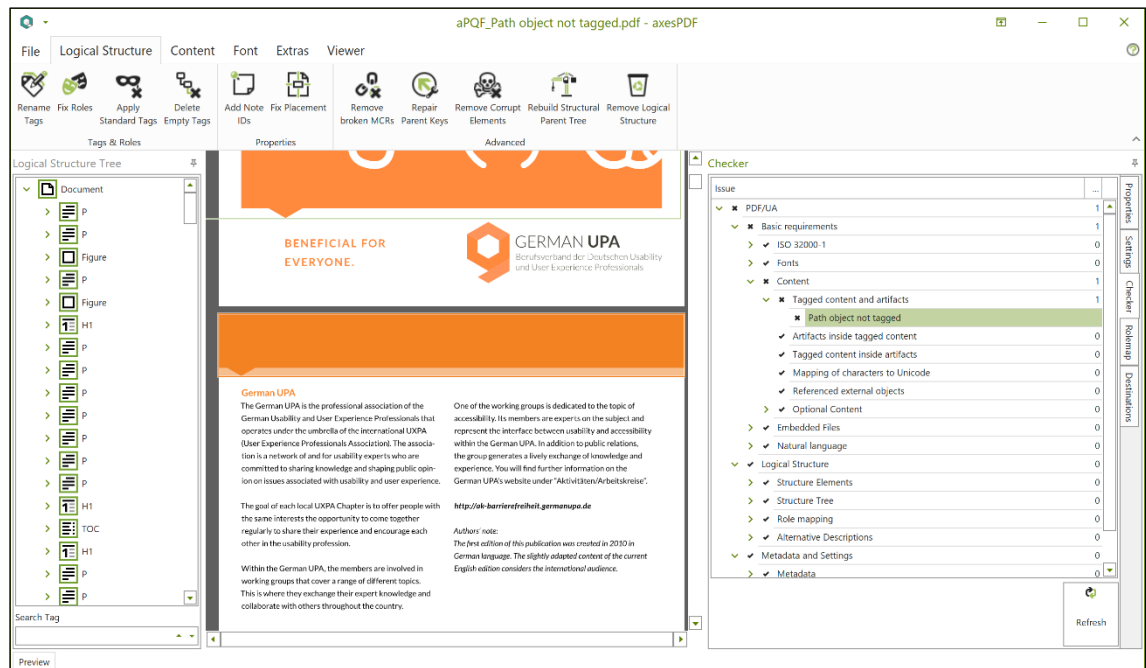 aPQF_Path object not tagged.pdf - axesPDF
File Logical Structure Content Font Extras Viewer
Rename Tags
Fix Roles
Apply Standard Tags
Delete Empty Tags
Tags & Roles
Add Note IDs
Fix Placement
Properties
Remove broken MCRs
Repair Parent Keys
Remove Corrupt Elements
Rebuild Structural Parent Tree
Remove Logical Structure
Advanced
Logical Structure Tree
Document
P
P
Figure
P
Figure
H1
P
P
P
P
P
P
P
H1
TOC
H1
P
P
Search Tag
Preview
BENEFICIAL FOR
EVERYONE.
GERMAN UPA
Berufsverband der Deutschen Usability
und User Experience Professionals
German UPA
The German UPA is the professional association of the
German Usability and User Experience Professionals that
operates under the umbrella of the international UXPA
(User Experience Professionals Association). The associa-
tion is a network of and for usability experts who are
committed to sharing knowledge and shaping public opin-
ion on issues associated with usability and user experience.
The goal of each local UXPA Chapter is to offer people with
the same interests the opportunity to come together
regularly to share their experience and encourage each
other in the usability profession.
Within the German UPA, the members are involved in
working groups that cover a range of different topics.
This is where they exchange their expert knowledge and
collaborate with others throughout the country.
One of the working groups is dedicated to the topic of
accessibility. Its members are experts on the subject and
represent the interface between usability and accessibility
within the German UPA. In addition to public relations,
the group generates a lively exchange of knowledge and
experience. You will find further information on the
German UPA's website under "Aktivitäten/Arbeitskreise".
http://ak-barrierefreiheit.germanupa.de
Authors' note:
The first edition of this publication was created in 2010 in
German language. The slightly adapted content of the current
English edition considers the international audience.
Checker
Issue ...
PDF/UA 1
Basic requirements 1
ISO 32000-1 0
Fonts 0
Content 1
Tagged content and artifacts 1
Path object not tagged
Artifacts inside tagged content 0
Tagged content inside artifacts 0
Mapping of characters to Unicode 0
Referenced external objects 0
Optional Content 0
Embedded Files 0
Natural language 0
Logical Structure 0
Structure Elements 0
Structure Tree 0
Role mapping 0
Alternative Descriptions 0
Metadata and Settings 0
Metadata 0
Refresh
Properties
Settings
Checker
Rolemap
Destinations